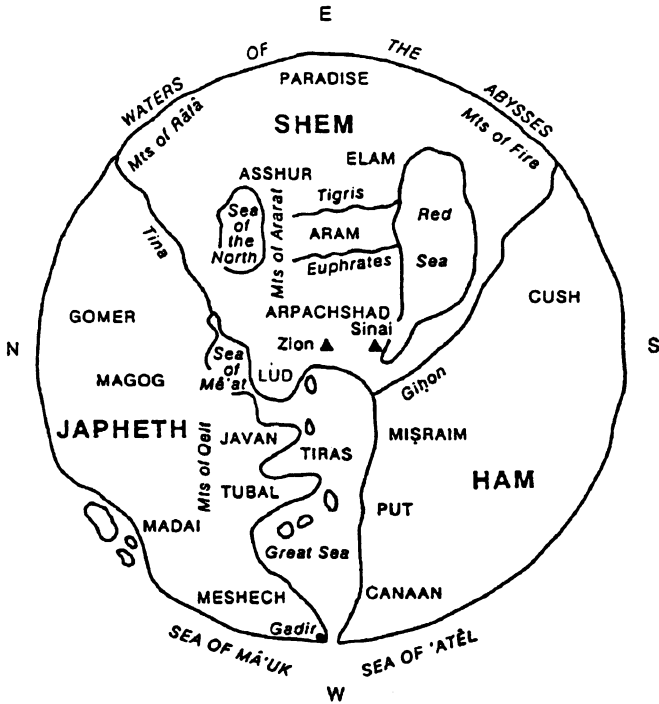 E
WATERS OF THE ABYSSES
PARADISE
Mts of Râfâ
SHEM
Mts of Fire
ASSHUR
ELAM
Tigris
Sea
of
the
North
Mts of Ararat
ARAM
Red
Sea
Euphrates
Tina
ARPACHSHAD
CUSH
GOMER
Sinai
Zion
N
S
Sea
of
Mê'at
LŪD
Giḥon
MAGOG
JAPHETH
Mts of Qelt
JAVAN
TIRAS
MIṢRAIM
HAM
TUBAL
PUT
MADAI
Great Sea
MESHECH
CANAAN
Gadir
SEA OF MÂ'UK
SEA OF 'ATĒL
W